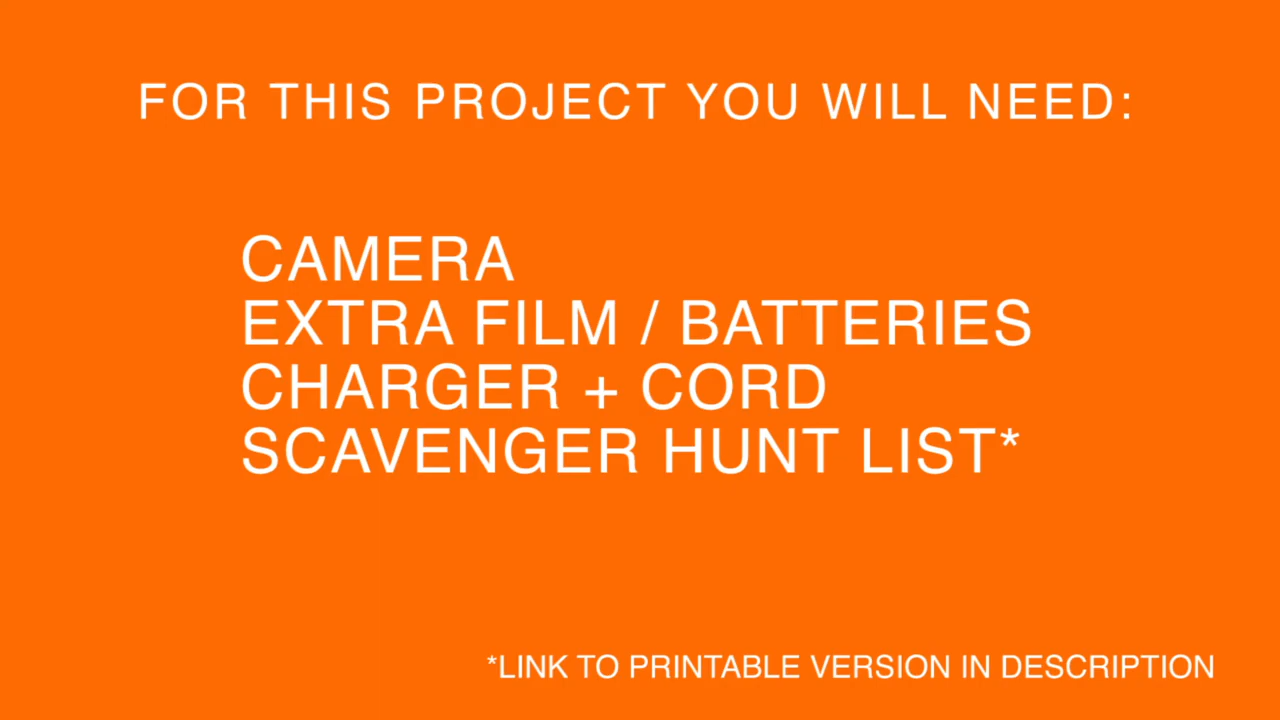 FOR THIS PROJECT YOU WILL NEED:
CAMERA
EXTRA FILM / BATTERIES
CHARGER + CORD
SCAVENGER HUNT LIST*
*LINK TO PRINTABLE VERSION IN DESCRIPTION